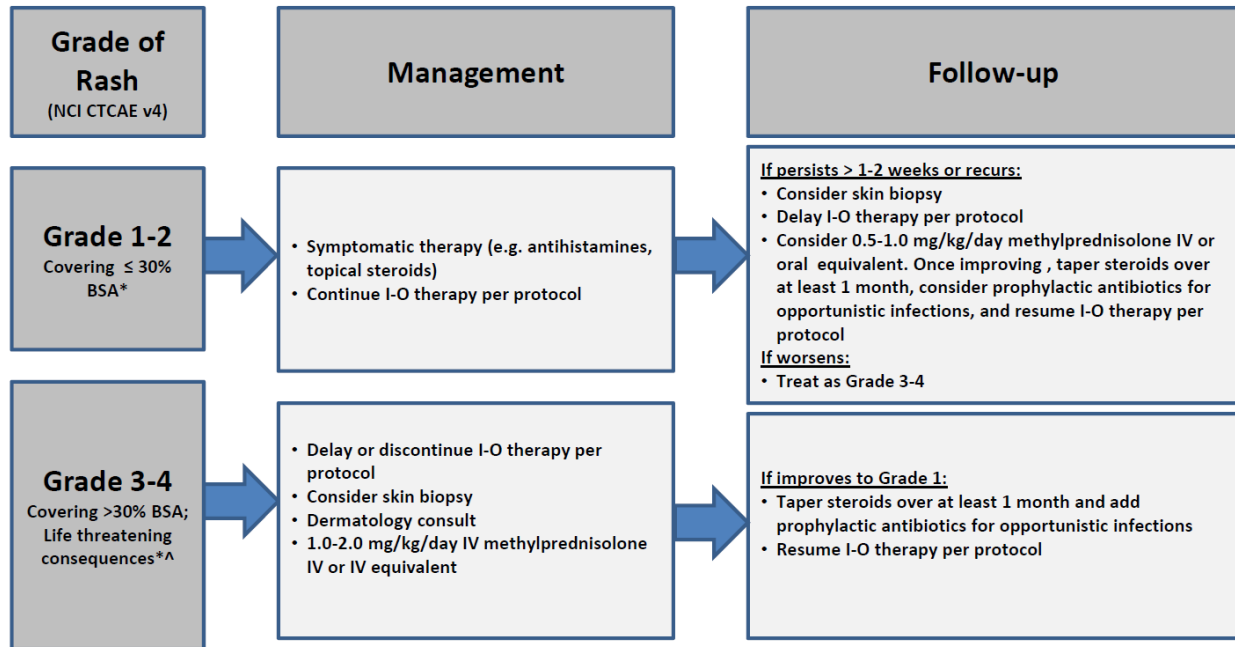 Grade of
Rash
(NCI CTCAE v4)
Management
Follow-up
Grade 1-2
Covering ≤ 30%
BSA*
• Symptomatic therapy (e.g. antihistamines,
topical steroids)
• Continue I-O therapy per protocol
If persists > 1-2 weeks or recurs:
• Consider skin biopsy
• Delay I-O therapy per protocol
• Consider 0.5-1.0 mg/kg/day methylprednisolone IV or
oral equivalent. Once improving , taper steroids over
at least 1 month, consider prophylactic antibiotics for
opportunistic infections, and resume I-O therapy per
protocol
If worsens:
• Treat as Grade 3-4
Grade 3-4
Covering >30% BSA;
Life threatening
consequences*^
• Delay or discontinue I-O therapy per
protocol
• Consider skin biopsy
• Dermatology consult
• 1.0-2.0 mg/kg/day IV methylprednisolone
IV or IV equivalent
If improves to Grade 1:
• Taper steroids over at least 1 month and add
prophylactic antibiotics for opportunistic infections
• Resume I-O therapy per protocol